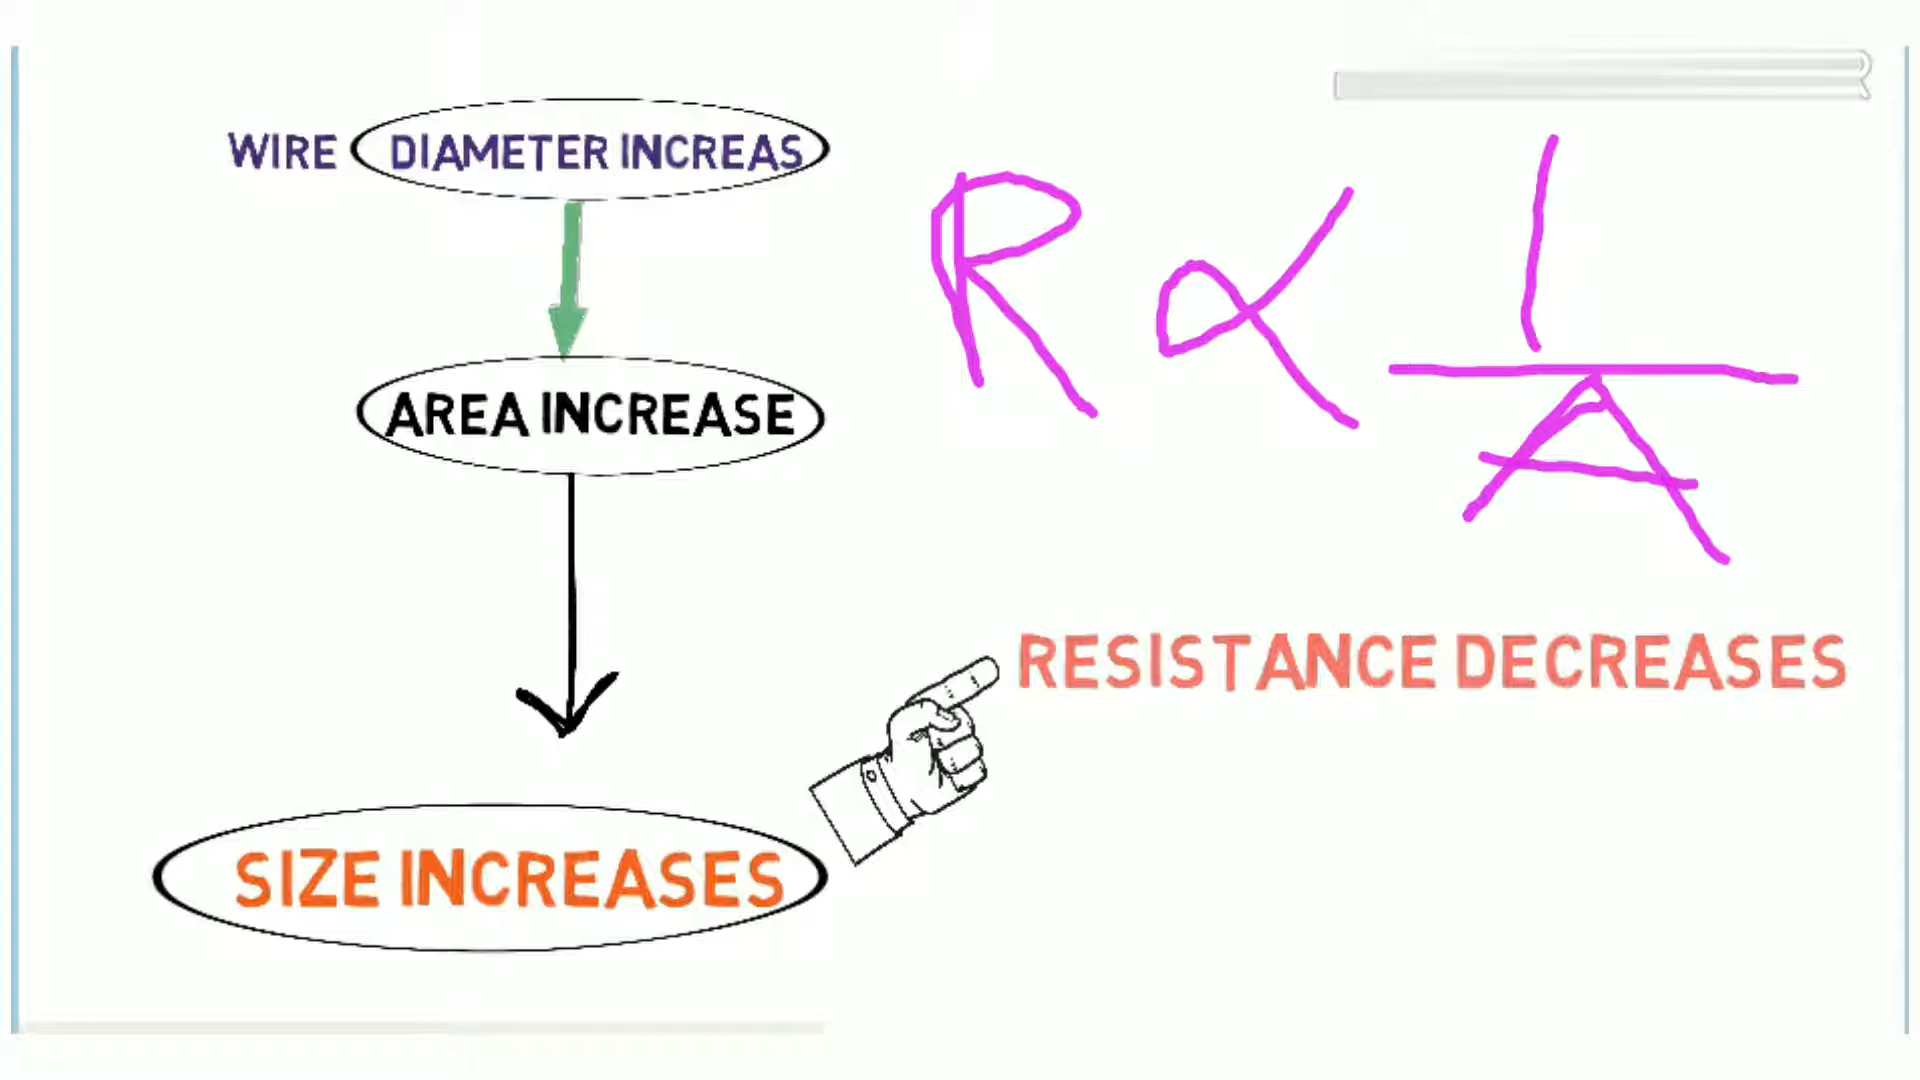 WIRE DIAMETER INCREAS
AREA INCREASE
SIZE INCREASES
R ∝ 1/A
RESISTANCE DECREASES